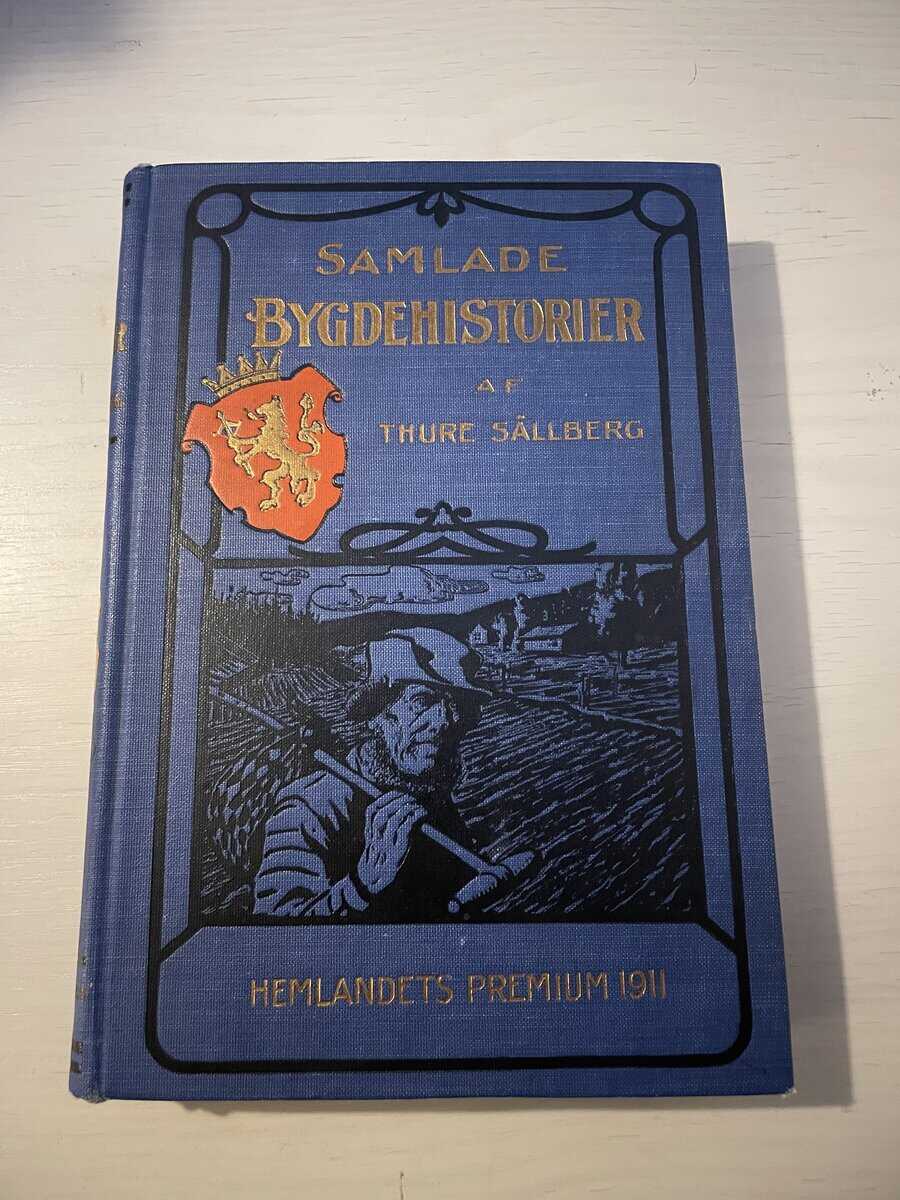 SAMLADE
BYGDEHISTORIER
AF
THURE SÄLLBERG
HEMLANDETS PREMIUM 1911